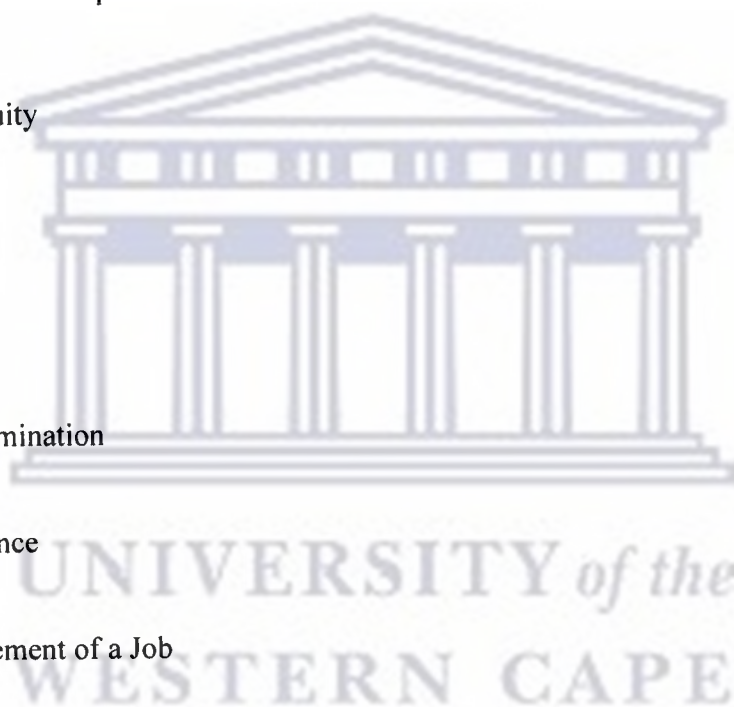 uity
mination
nce
UNIVERSITY of the
ement of a Job
WESTERN CAPE